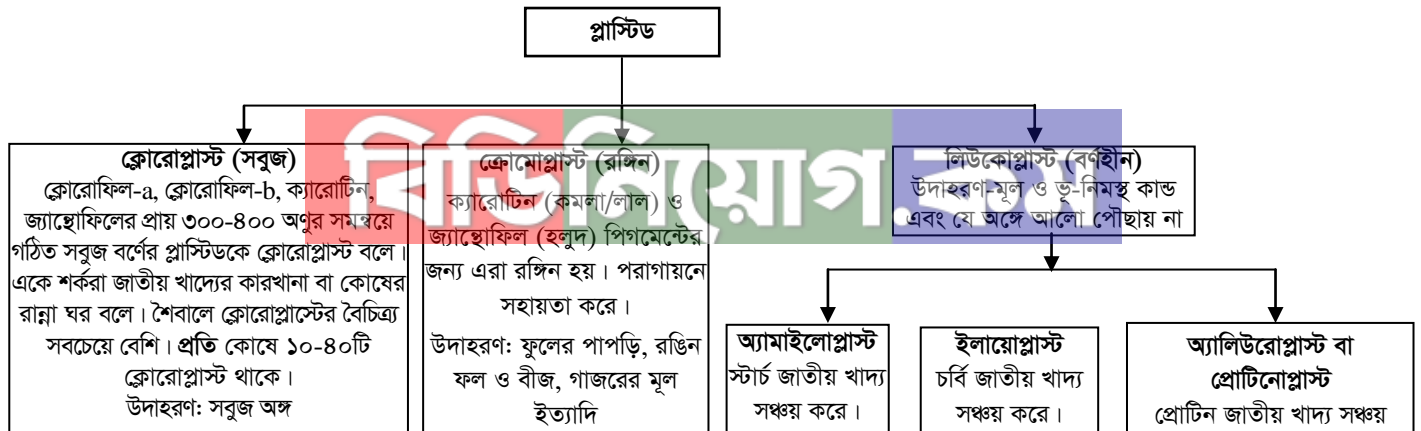 প্লাস্টিড
ক্লোরোপ্লাস্ট (সবুজ)
ক্লোরোফিল-a, ক্লোরোফিল-b, ক্যারোটিন,
জ্যান্থোফিলের প্রায় ৩০০-৪০০ অণুর সমন্বয়ে
গঠিত সবুজ বর্ণের প্লাস্টিডকে ক্লোরোপ্লাস্ট বলে।
একে শর্করা জাতীয় খাদ্যের কারখানা বা কোষের
রান্না ঘর বলে। শৈবালে ক্লোরোপ্লাস্টের বৈচিত্র্য
সবচেয়ে বেশি। প্রতি কোষে ১০-৪০টি
ক্লোরোপ্লাস্ট থাকে।
উদাহরণ: সবুজ অঙ্গ
ক্রোমোপ্লাস্ট (রঙ্গিন)
ক্যারোটিন (কমলা/লাল) ও
জ্যান্থোফিল (হলুদ) পিগমেন্টের
জন্য এরা রঙ্গিন হয়। পরাগায়নে
সহায়তা করে।
উদাহরণ: ফুলের পাপড়ি, রঙিন
ফল ও বীজ, গাজরের মূল
ইত্যাদি
লিউকোপ্লাস্ট (বর্ণহীন)
উদাহরণ-মূল ও ভূ-নিমস্থ কান্ড
এবং যে অঙ্গে আলো পৌছায় না
অ্যামাইলোপ্লাস্ট
স্টার্চ জাতীয় খাদ্য
সঞ্চয় করে।
ইলায়োপ্লাস্ট
চর্বি জাতীয় খাদ্য
সঞ্চয় করে।
অ্যালিউরোপ্লাস্ট বা
প্রোটিনোপ্লাস্ট
প্রোটিন জাতীয় খাদ্য সঞ্চয়
বিডিনিয়োগ.কম